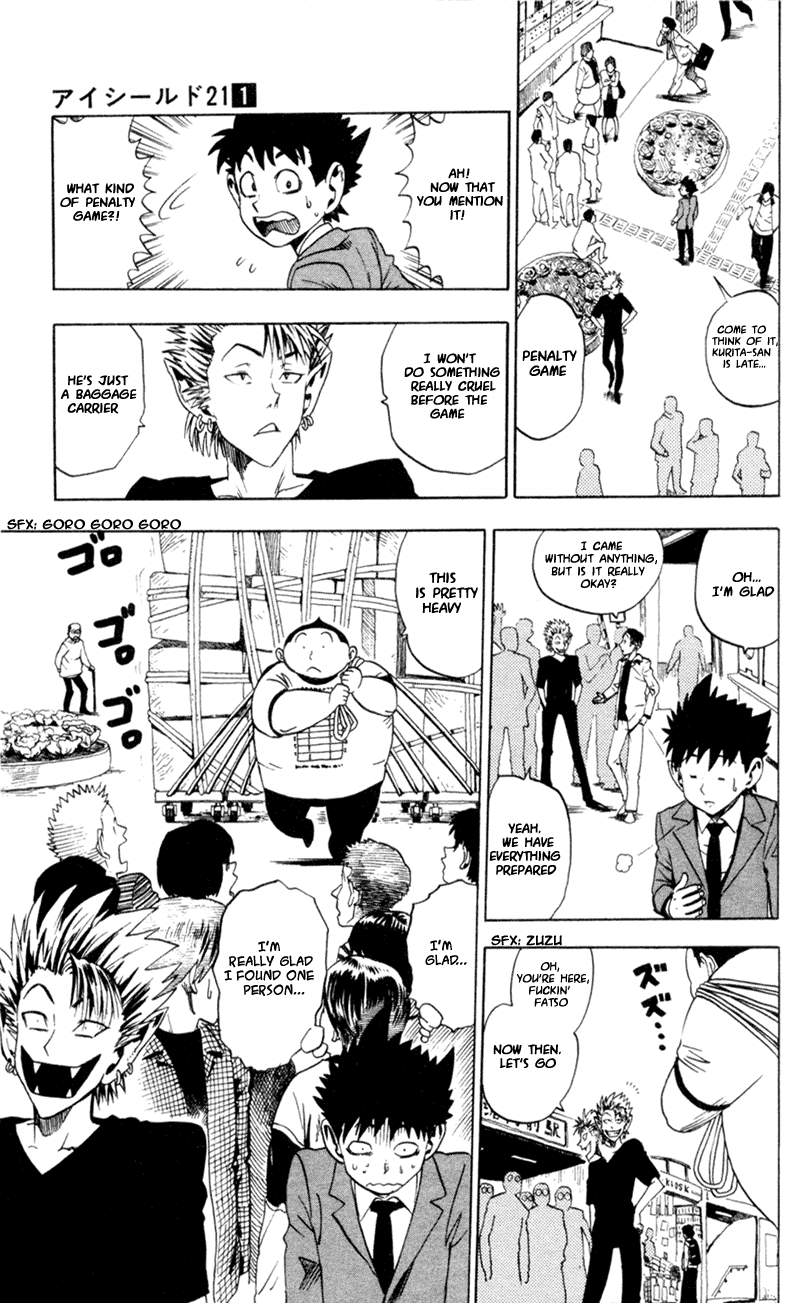 アイシールド21 1
COME TO
THINK OF IT,
KURITA-SAN
IS LATE...
PENALTY
GAME
AH!
NOW THAT
YOU MENTION
IT!
WHAT KIND
OF PENALTY
GAME?!
I WON'T
DO SOMETHING
REALLY CRUEL
BEFORE THE
GAME
HE'S JUST
A BAGGAGE
CARRIER
OH...
I'M GLAD
I CAME
WITHOUT ANYTHING,
BUT IS IT REALLY
OKAY?
YEAH.
WE HAVE
EVERYTHING
PREPARED
SFX: ZUZU
ズズ...
OH,
YOU'RE HERE,
FUCKIN'
FATSO
NOW THEN,
LET'S GO
KIOSK
SFX: GORO GORO GORO
ゴロ
ゴロ
ゴロ
THIS
IS PRETTY
HEAVY
I'M
GLAD...
I'M
REALLY GLAD
I FOUND ONE
PERSON...